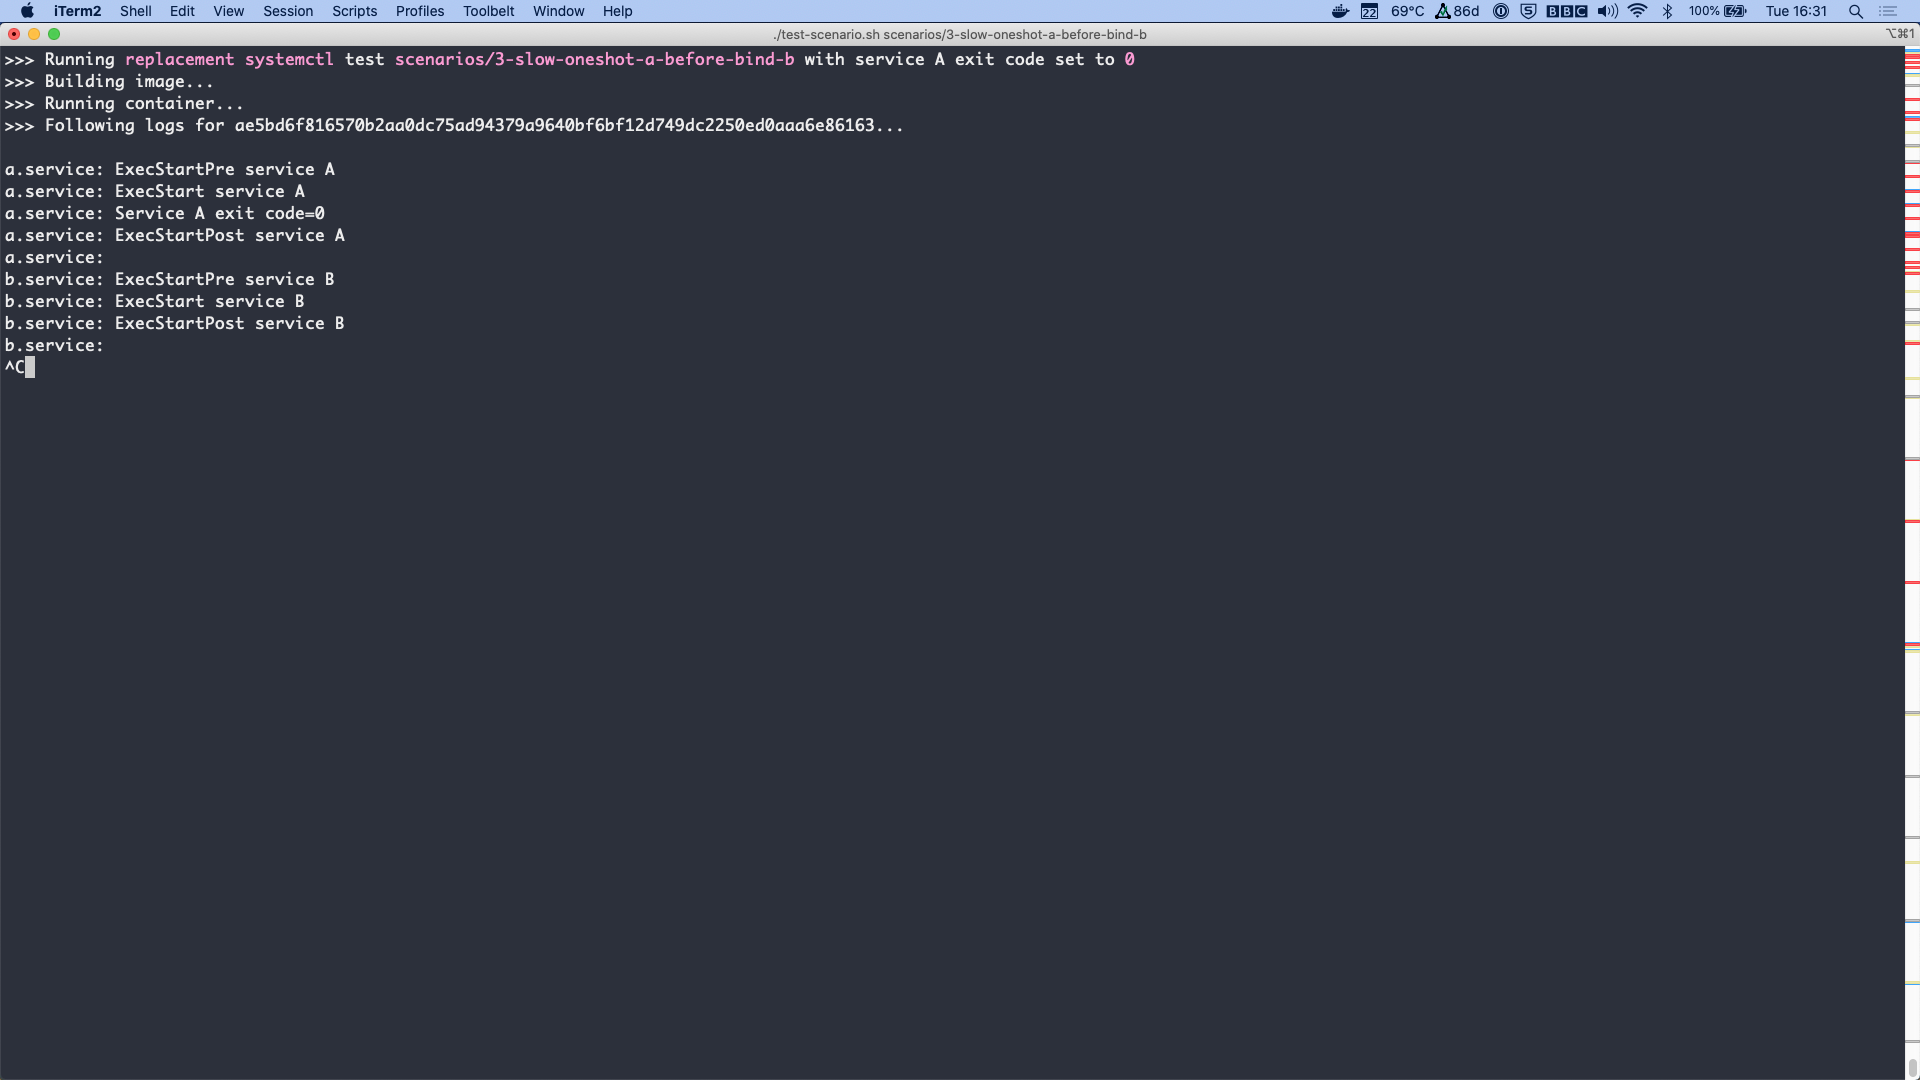 iTerm2 Shell Edit View Session Scripts Profiles Toolbelt Window Help 22 69°C 86d BBC 100% Tue 16:31
./test-scenario.sh scenarios/3-slow-oneshot-a-before-bind-b ⌥⌘1
>>> Running replacement systemctl test scenarios/3-slow-oneshot-a-before-bind-b with service A exit code set to 0
>>> Building image...
>>> Running container...
>>> Following logs for ae5bd6f816570b2aa0dc75ad94379a9640bf6bf12d749dc2250ed0aaa6e86163...
a.service: ExecStartPre service A
a.service: ExecStart service A
a.service: Service A exit code=0
a.service: ExecStartPost service A
a.service:
b.service: ExecStartPre service B
b.service: ExecStart service B
b.service: ExecStartPost service B
b.service:
^C